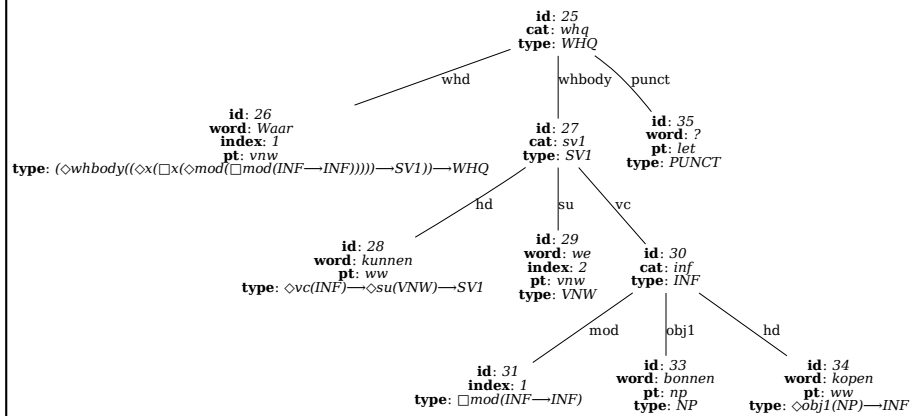 id: 25
cat: whq
type: WHQ
whd
whbody
punct
id: 26
word: Waar
index: 1
pt: vnw
type: (◇whbody((◇x(□x(◇mod(□mod(INF⟶INF)))))⟶SV1))⟶WHQ
id: 27
cat: sv1
type: SV1
id: 35
word: ?
pt: let
type: PUNCT
hd
su
vc
id: 28
word: kunnen
pt: ww
type: ◇vc(INF)⟶◇su(VNW)⟶SV1
id: 29
word: we
index: 2
pt: vnw
type: VNW
id: 30
cat: inf
type: INF
mod
obj1
hd
id: 31
index: 1
type: □mod(INF⟶INF)
id: 33
word: bonnen
pt: np
type: NP
id: 34
word: kopen
pt: ww
type: ◇obj1(NP)⟶INF